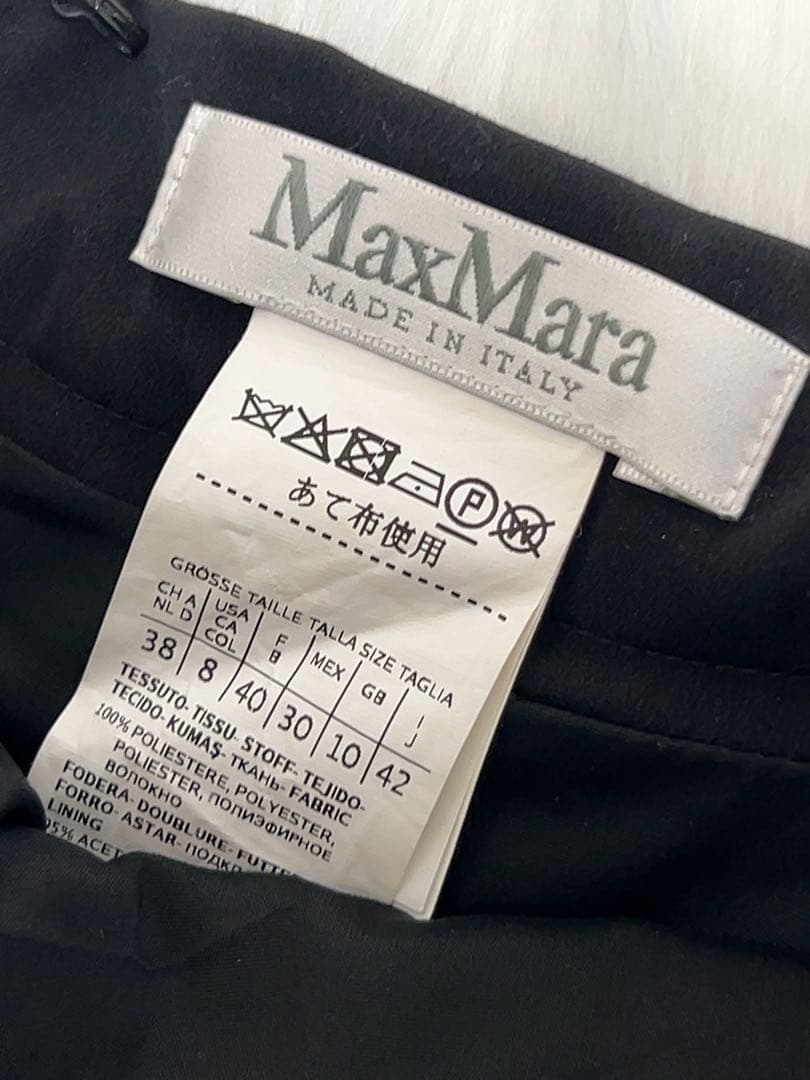 MaxMara
MADE IN ITALY
P W
あて布使用
GRÖSSE TAILLE TALLA SIZE TAGLIA
CH A NL D USA CA COL F B MEX GB I J
38 8 40 30 10 42
TESSUTO- TISSU- STOFF- TEJIDO-
TECIDO- KUMAŞ- ТКАНЬ- FABRIC
100% POLIESTERE, POLYESTER,
POLIESTER, ПОЛИЭФИРНОЕ
ВОЛОКНО
FODERA- DOUBLURE-
FORRO- ASTAR-
LINING